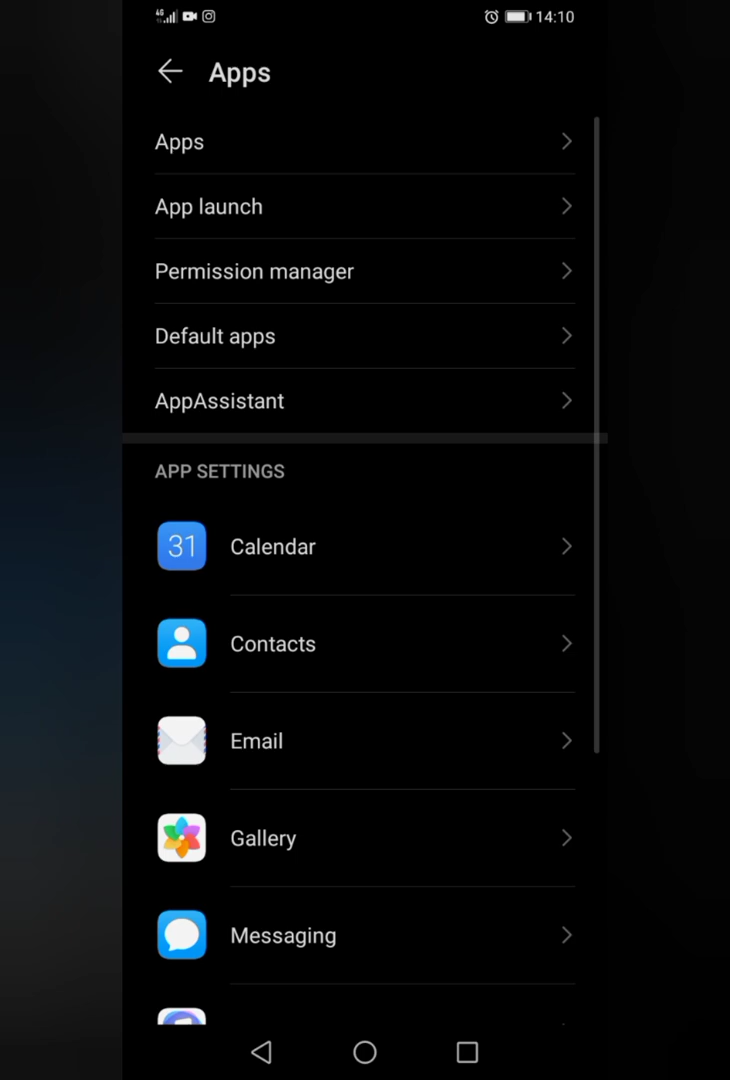 4G 14:10
Apps
Apps
App launch
Permission manager
Default apps
AppAssistant
APP SETTINGS
31 Calendar
Contacts
Email
Gallery
Messaging